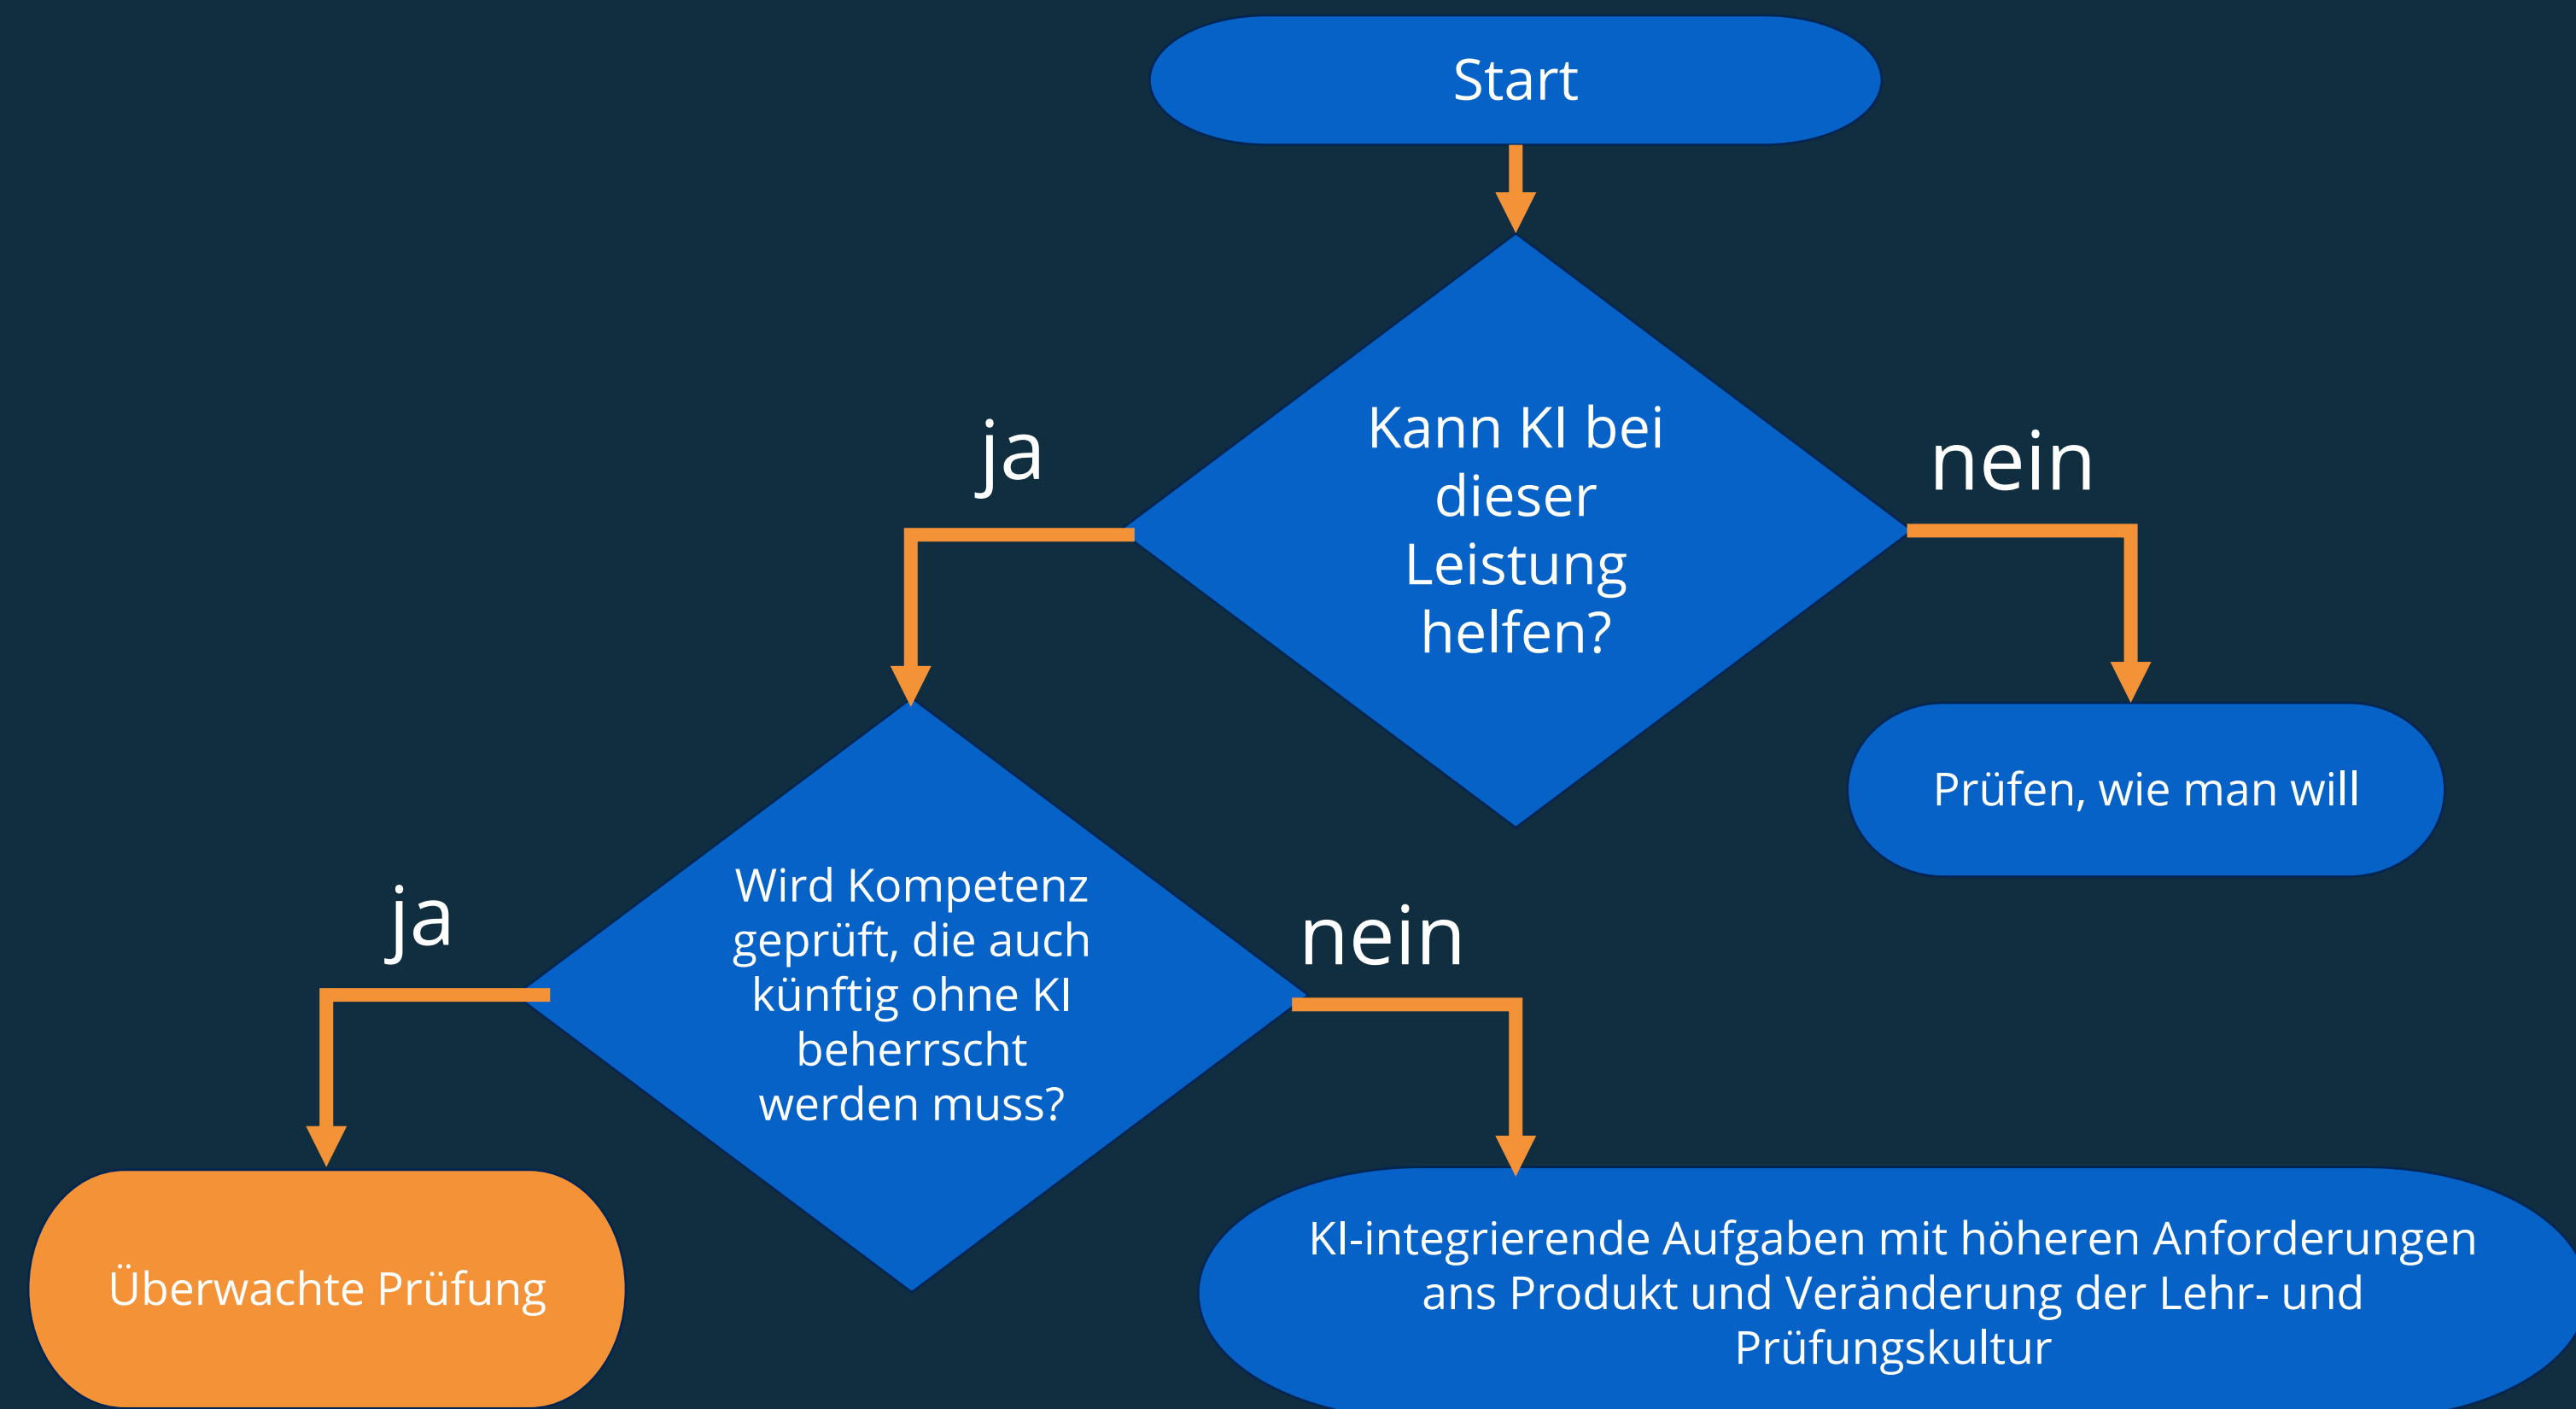 Start
Kann KI bei
dieser
Leistung
helfen?
ja
nein
Prüfen, wie man will
Wird Kompetenz
geprüft, die auch
künftig ohne KI
beherrscht
werden muss?
ja
nein
Überwachte Prüfung
KI-integrierende Aufgaben mit höheren Anforderungen
ans Produkt und Veränderung der Lehr- und
Prüfungskultur